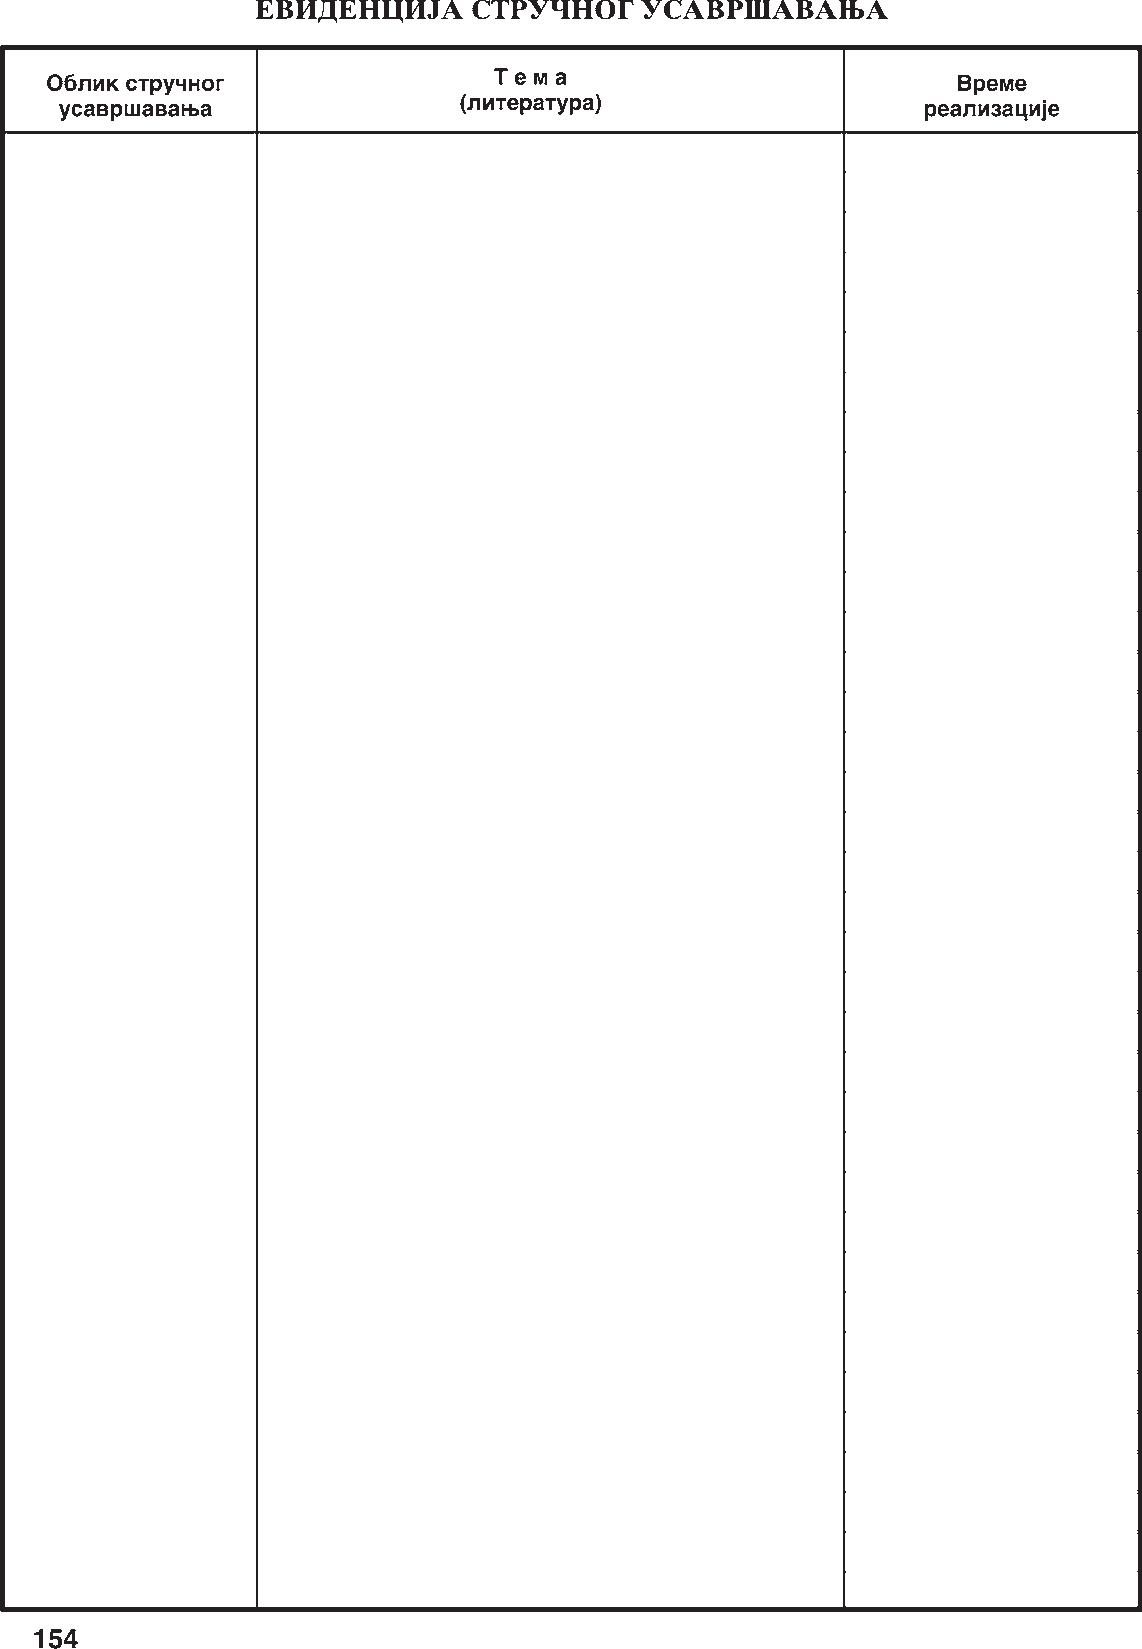 ЕВИДЕНЦИЈА СТРУЧНОГ УСАВРШАВАЊА
Облик стручног
усавршавања
Т е м а
(литература)
Време
реализације
154